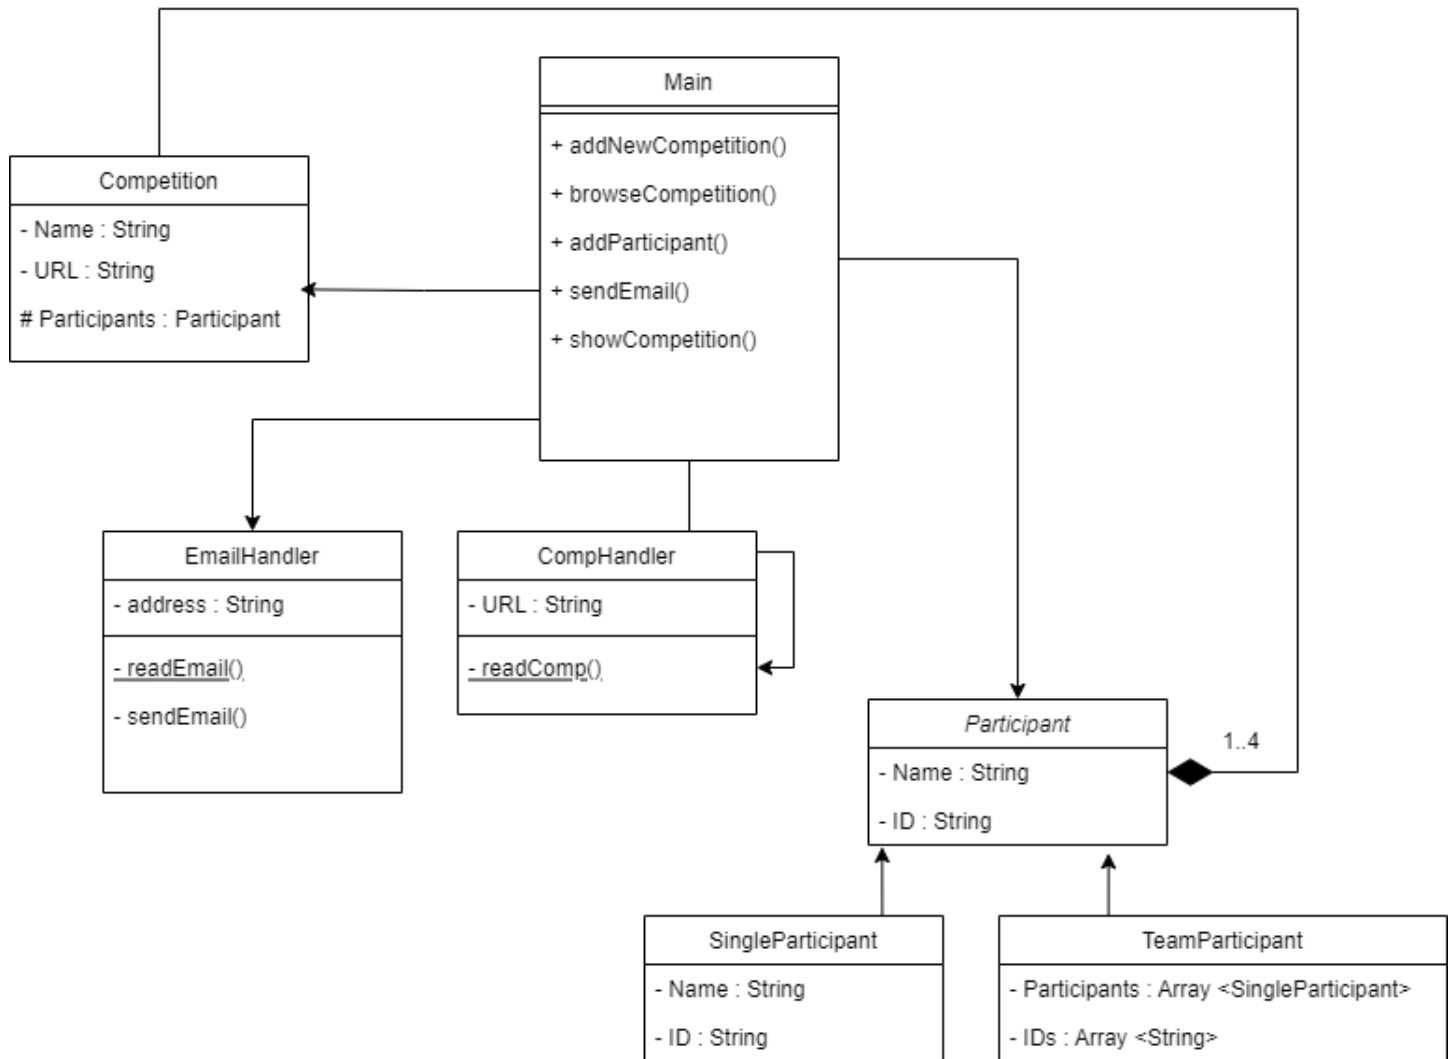 Main
+ addNewCompetition()
+ browseCompetition()
+ addParticipant()
+ sendEmail()
+ showCompetition()
Competition
- Name : String
- URL : String
# Participants : Participant
EmailHandler
- address : String
- readEmail()
- sendEmail()
CompHandler
- URL : String
- readComp()
Participant
- Name : String
- ID : String
1..4
SingleParticipant
- Name : String
- ID : String
TeamParticipant
- Participants : Array <SingleParticipant>
- IDs : Array <String>